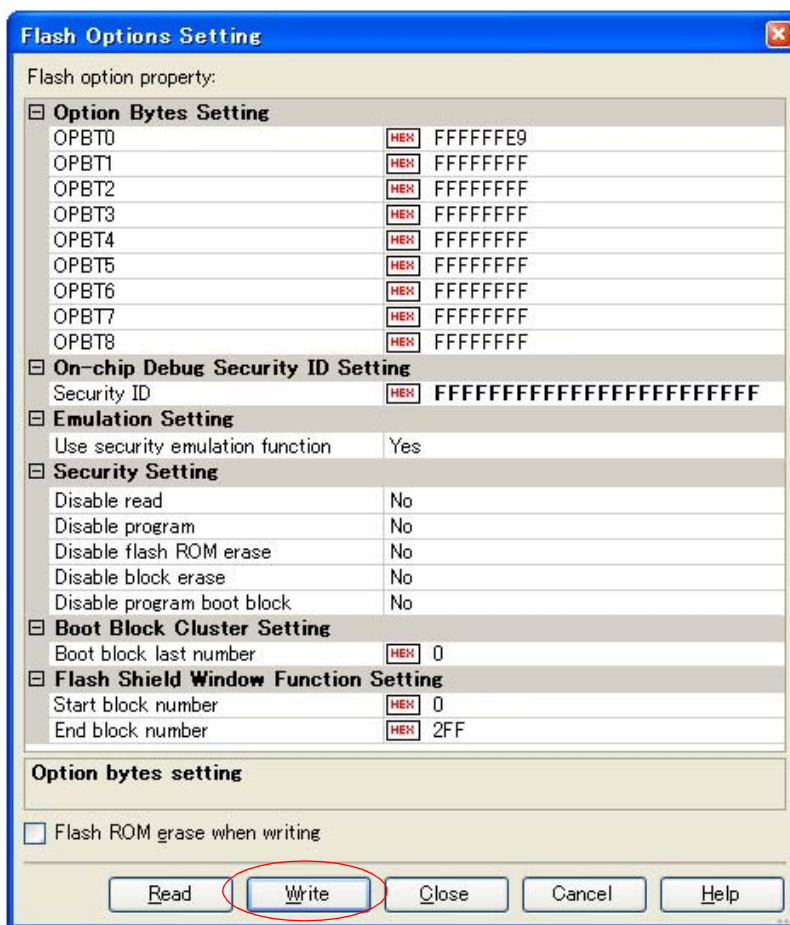 Flash Options Setting
Flash option property:
Option Bytes Setting
OPBT0 HEX FFFFFFE9
OPBT1 HEX FFFFFFFF
OPBT2 HEX FFFFFFFF
OPBT3 HEX FFFFFFFF
OPBT4 HEX FFFFFFFF
OPBT5 HEX FFFFFFFF
OPBT6 HEX FFFFFFFF
OPBT7 HEX FFFFFFFF
OPBT8 HEX FFFFFFFF
On-chip Debug Security ID Setting
Security ID HEX FFFFFFFFFFFFFFFFFFFFFFFF
Emulation Setting
Use security emulation function Yes
Security Setting
Disable read No
Disable program No
Disable flash ROM erase No
Disable block erase No
Disable program boot block No
Boot Block Cluster Setting
Boot block last number HEX 0
Flash Shield Window Function Setting
Start block number HEX 0
End block number HEX 2FF
Option bytes setting
Flash ROM erase when writing
Read Write Close Cancel Help